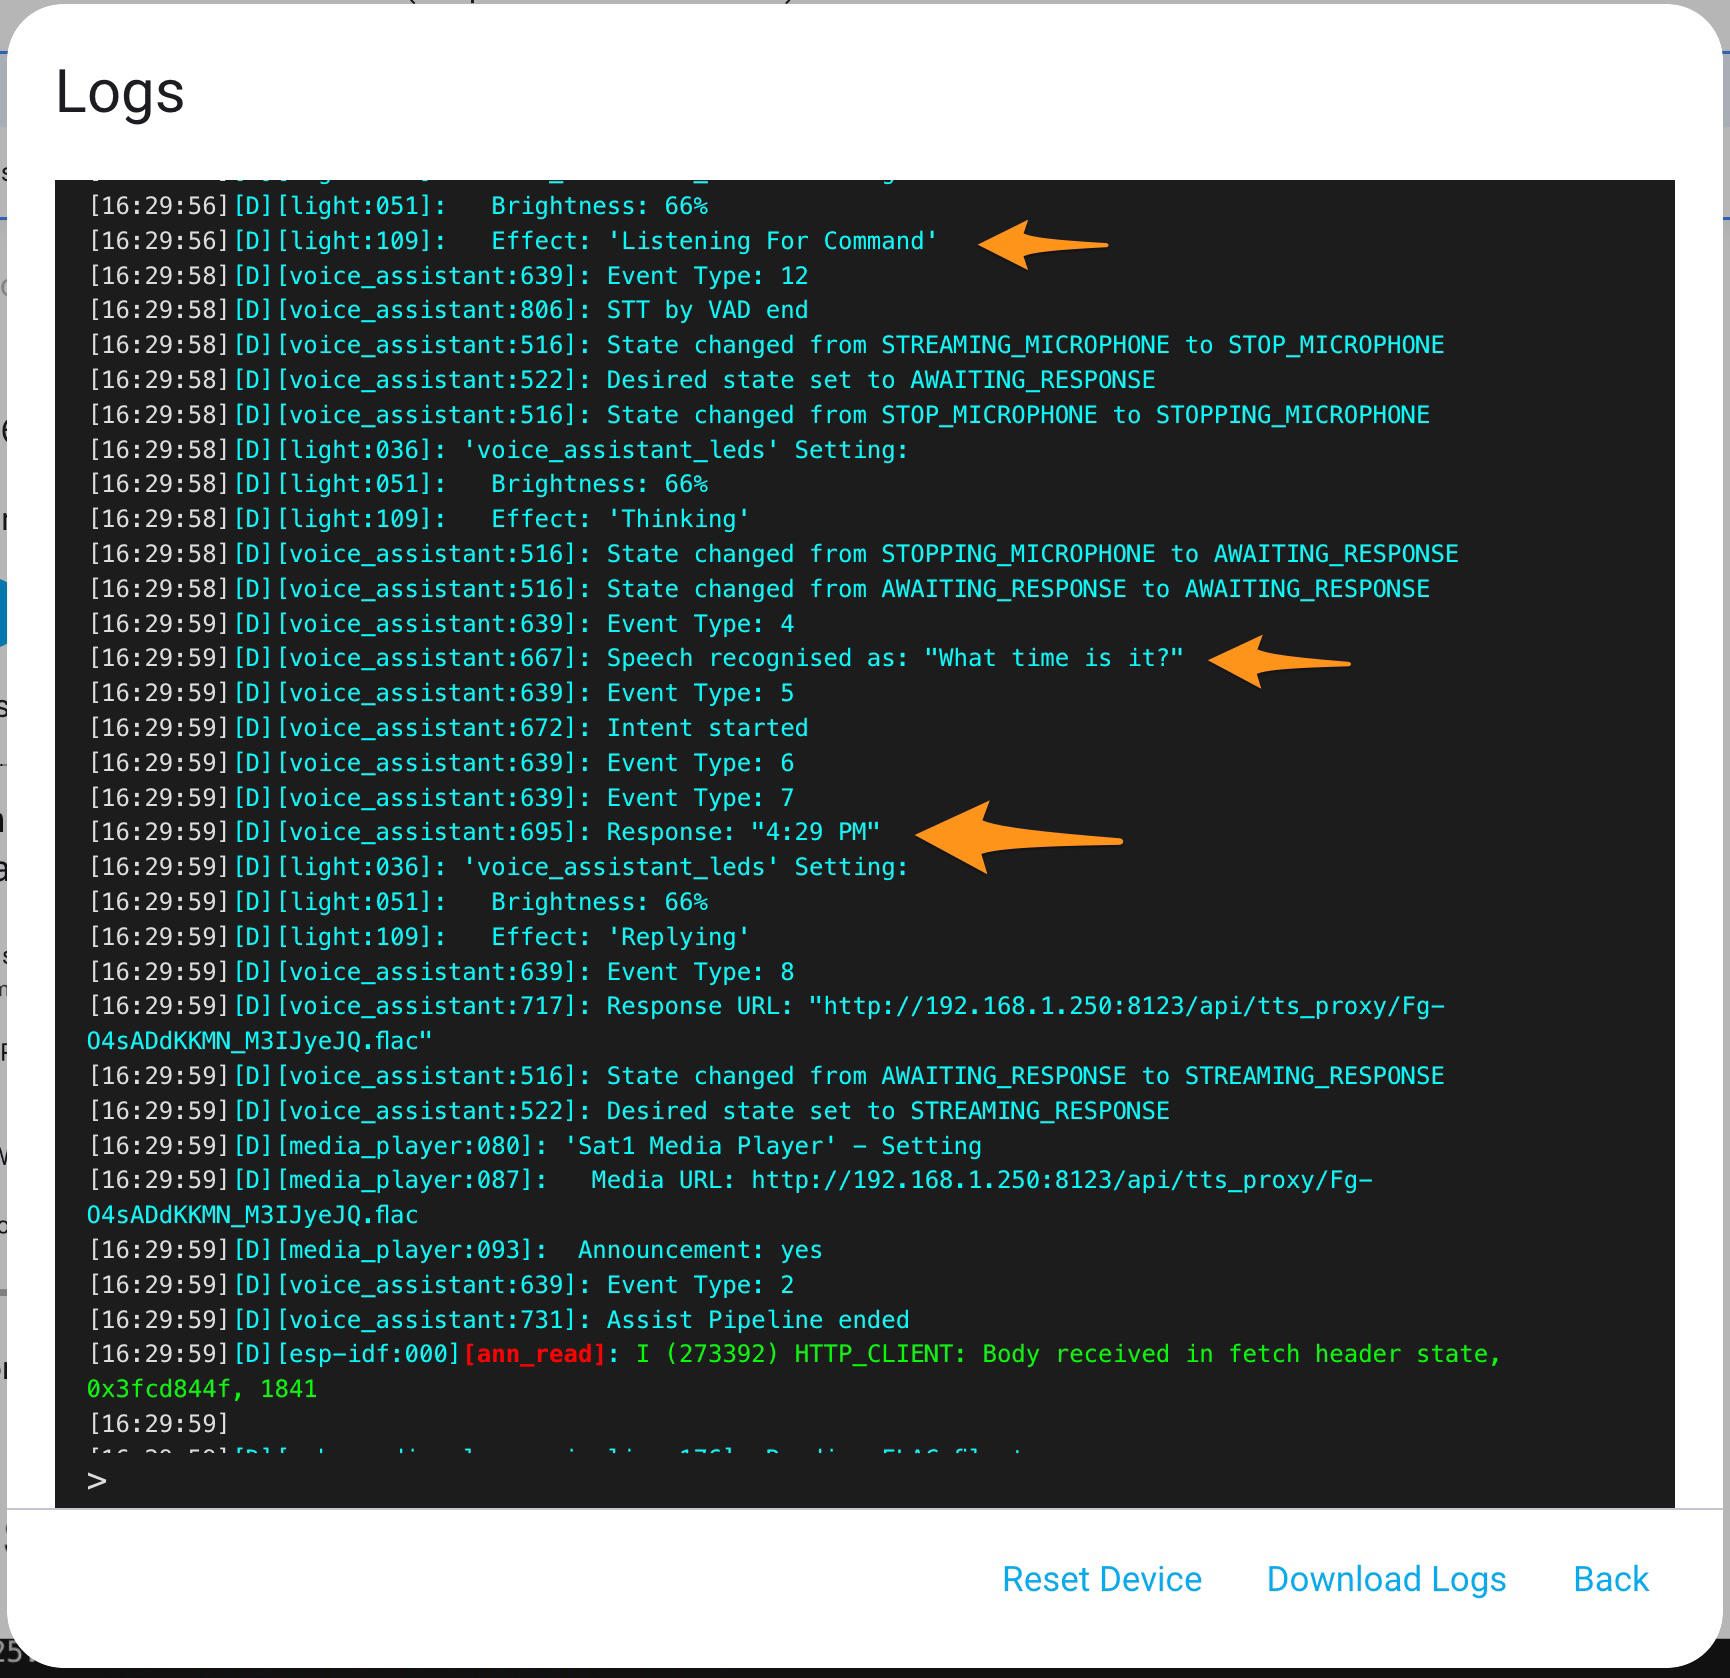 Logs
[16:29:56][D][light:051]:   Brightness: 66%
[16:29:56][D][light:109]:   Effect: 'Listening For Command'
[16:29:58][D][voice_assistant:639]: Event Type: 12
[16:29:58][D][voice_assistant:806]: STT by VAD end
[16:29:58][D][voice_assistant:516]: State changed from STREAMING_MICROPHONE to STOP_MICROPHONE
[16:29:58][D][voice_assistant:522]: Desired state set to AWAITING_RESPONSE
[16:29:58][D][voice_assistant:516]: State changed from STOP_MICROPHONE to STOPPING_MICROPHONE
[16:29:58][D][light:036]: 'voice_assistant_leds' Setting:
[16:29:58][D][light:051]:   Brightness: 66%
[16:29:58][D][light:109]:   Effect: 'Thinking'
[16:29:58][D][voice_assistant:516]: State changed from STOPPING_MICROPHONE to AWAITING_RESPONSE
[16:29:58][D][voice_assistant:516]: State changed from AWAITING_RESPONSE to AWAITING_RESPONSE
[16:29:59][D][voice_assistant:639]: Event Type: 4
[16:29:59][D][voice_assistant:667]: Speech recognised as: "What time is it?"
[16:29:59][D][voice_assistant:639]: Event Type: 5
[16:29:59][D][voice_assistant:672]: Intent started
[16:29:59][D][voice_assistant:639]: Event Type: 6
[16:29:59][D][voice_assistant:639]: Event Type: 7
[16:29:59][D][voice_assistant:695]: Response: "4:29 PM"
[16:29:59][D][light:036]: 'voice_assistant_leds' Setting:
[16:29:59][D][light:051]:   Brightness: 66%
[16:29:59][D][light:109]:   Effect: 'Replying'
[16:29:59][D][voice_assistant:639]: Event Type: 8
[16:29:59][D][voice_assistant:717]: Response URL: "http://192.168.1.250:8123/api/tts_proxy/Fg-
O4sADdKKMN_M3IJyeJQ.flac"
[16:29:59][D][voice_assistant:516]: State changed from AWAITING_RESPONSE to STREAMING_RESPONSE
[16:29:59][D][voice_assistant:522]: Desired state set to STREAMING_RESPONSE
[16:29:59][D][media_player:080]: 'Sat1 Media Player' - Setting
[16:29:59][D][media_player:087]:   Media URL: http://192.168.1.250:8123/api/tts_proxy/Fg-
O4sADdKKMN_M3IJyeJQ.flac
[16:29:59][D][media_player:093]:  Announcement: yes
[16:29:59][D][voice_assistant:639]: Event Type: 2
[16:29:59][D][voice_assistant:731]: Assist Pipeline ended
[16:29:59][D][esp-idf:000][ann_read]: I (273392) HTTP_CLIENT: Body received in fetch header state,
0x3fcd844f, 1841
[16:29:59]
>
Reset Device
Download Logs
Back